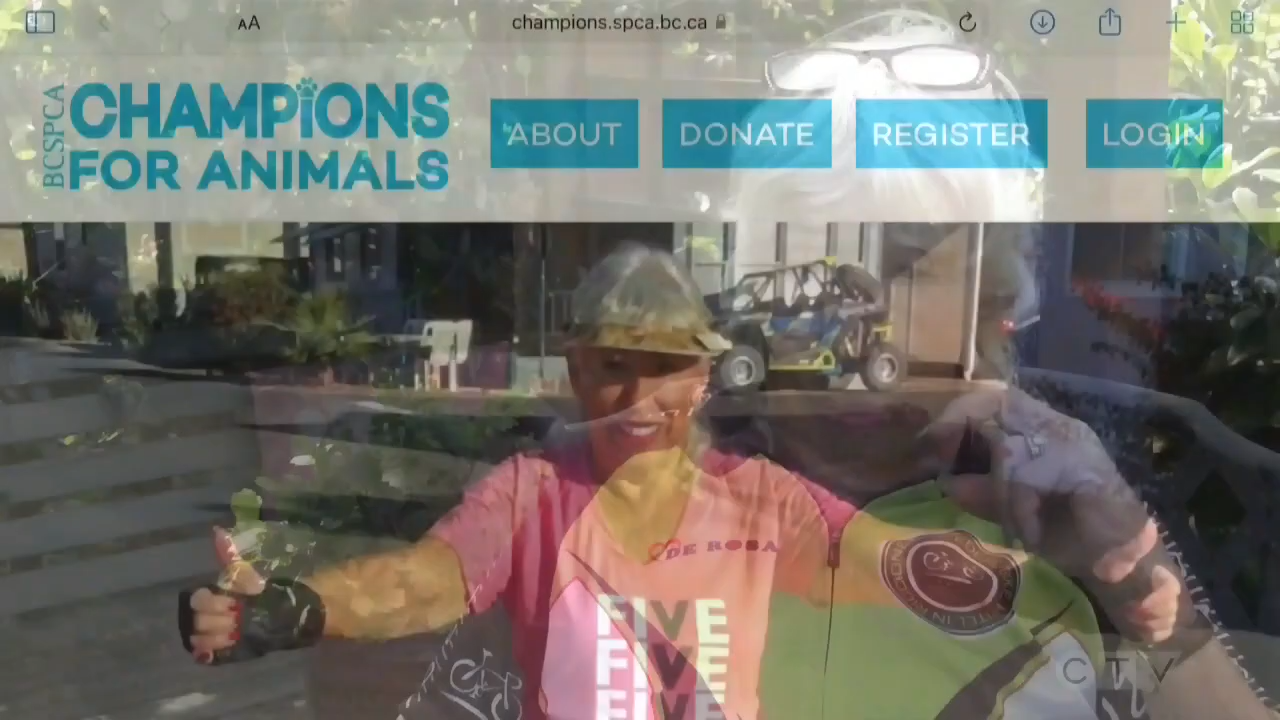 AA
champions.spca.bc.ca
BCSPCA
CHAMPIONS
FOR ANIMALS
ABOUT
DONATE
REGISTER
LOGIN
DE ROSA
FIVE
FIVE
FIVE
CTV